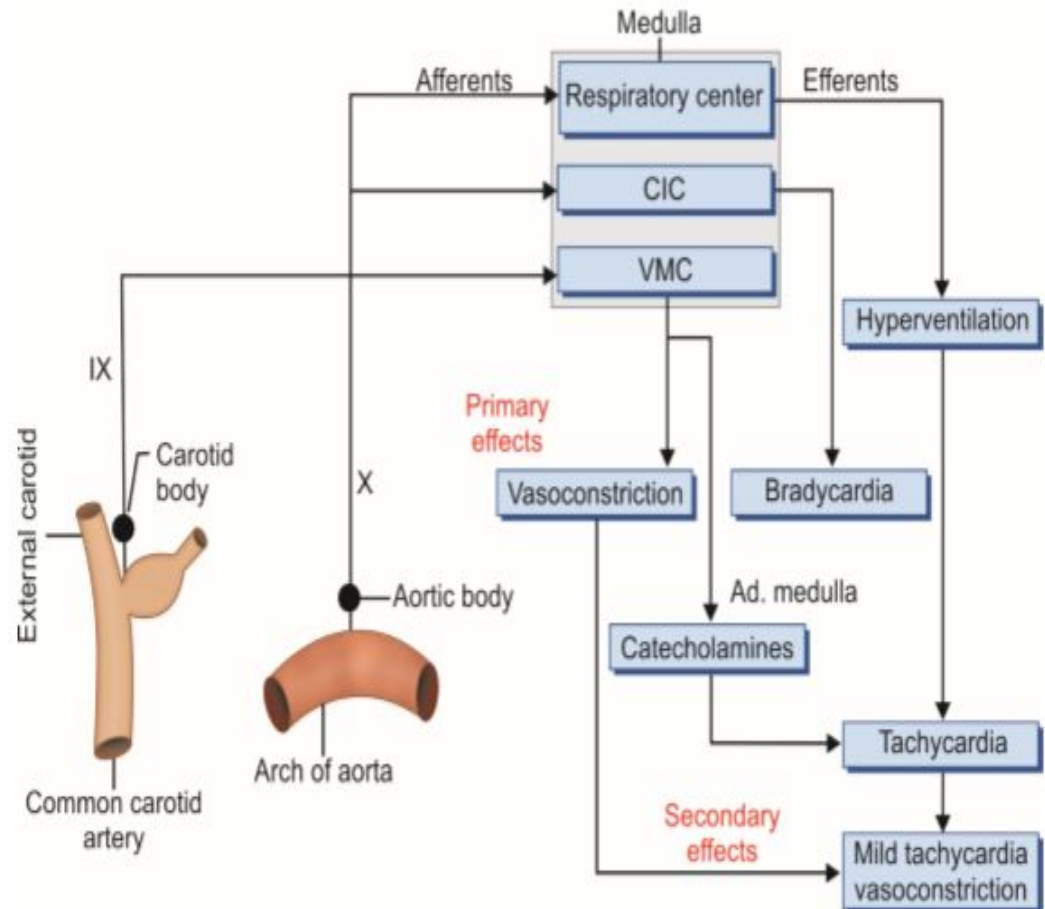 Medulla
Afferents
Respiratory center
Efferents
CIC
VMC
Hyperventilation
IX
Primary
effects
Carotid
body
X
Vasoconstriction
Bradycardia
External carotid
Aortic body
Ad. medulla
Catecholamines
Tachycardia
Arch of aorta
Common carotid
artery
Secondary
effects
Mild tachycardia
vasoconstriction